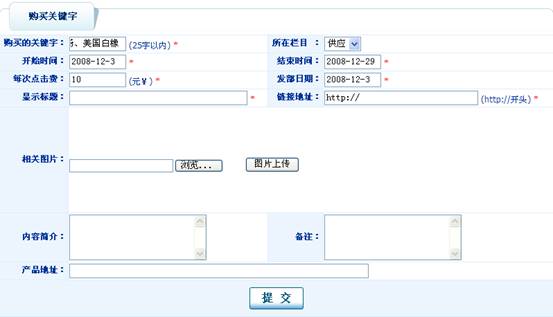 购买关键字
购买的关键字： 美国白橡 (25字以内) * 所在栏目： 供应
开始时间： 2008-12-3 * 结束时间： 2008-12-29 *
每次点击费： 10 (元¥) * 发部日期： 2008-12-3 *
显示标题： * 链接地址： http:// (http://开头) *
相关图片： 浏览... 图片上传
内容简介： 备注：
产品地址：
提 交